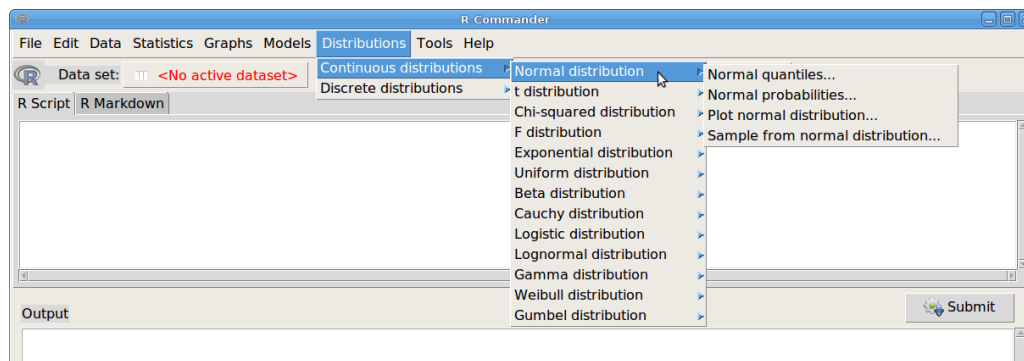 R Commander
File Edit Data Statistics Graphs Models Distributions Tools Help
R Data set: <No active dataset>
Continuous distributions
Discrete distributions
Normal distribution
t distribution
Chi-squared distribution
F distribution
Exponential distribution
Uniform distribution
Beta distribution
Cauchy distribution
Logistic distribution
Lognormal distribution
Gamma distribution
Weibull distribution
Gumbel distribution
Normal quantiles...
Normal probabilities...
Plot normal distribution...
Sample from normal distribution...
R Script R Markdown
Output
Submit